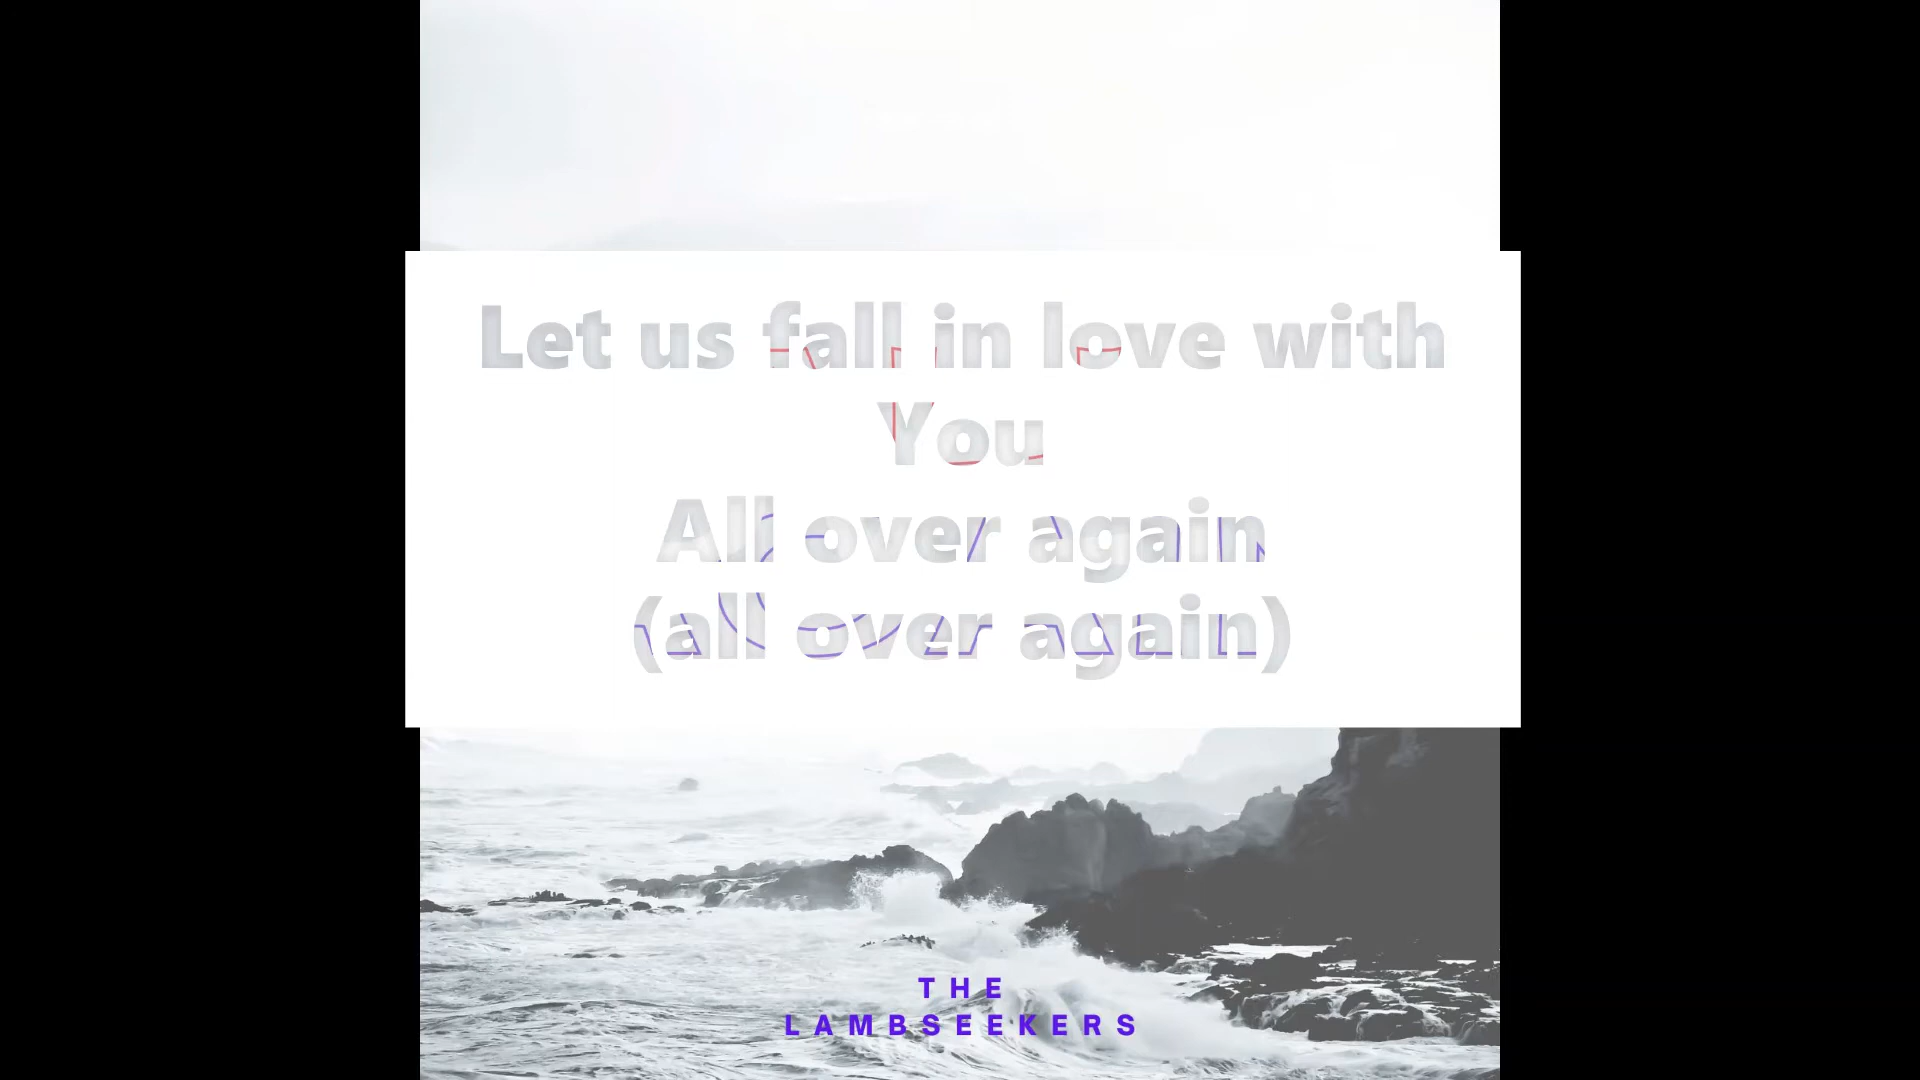 Let us fall in love with
You
All over again
(all over again)
THE
LAMBSEEKERS